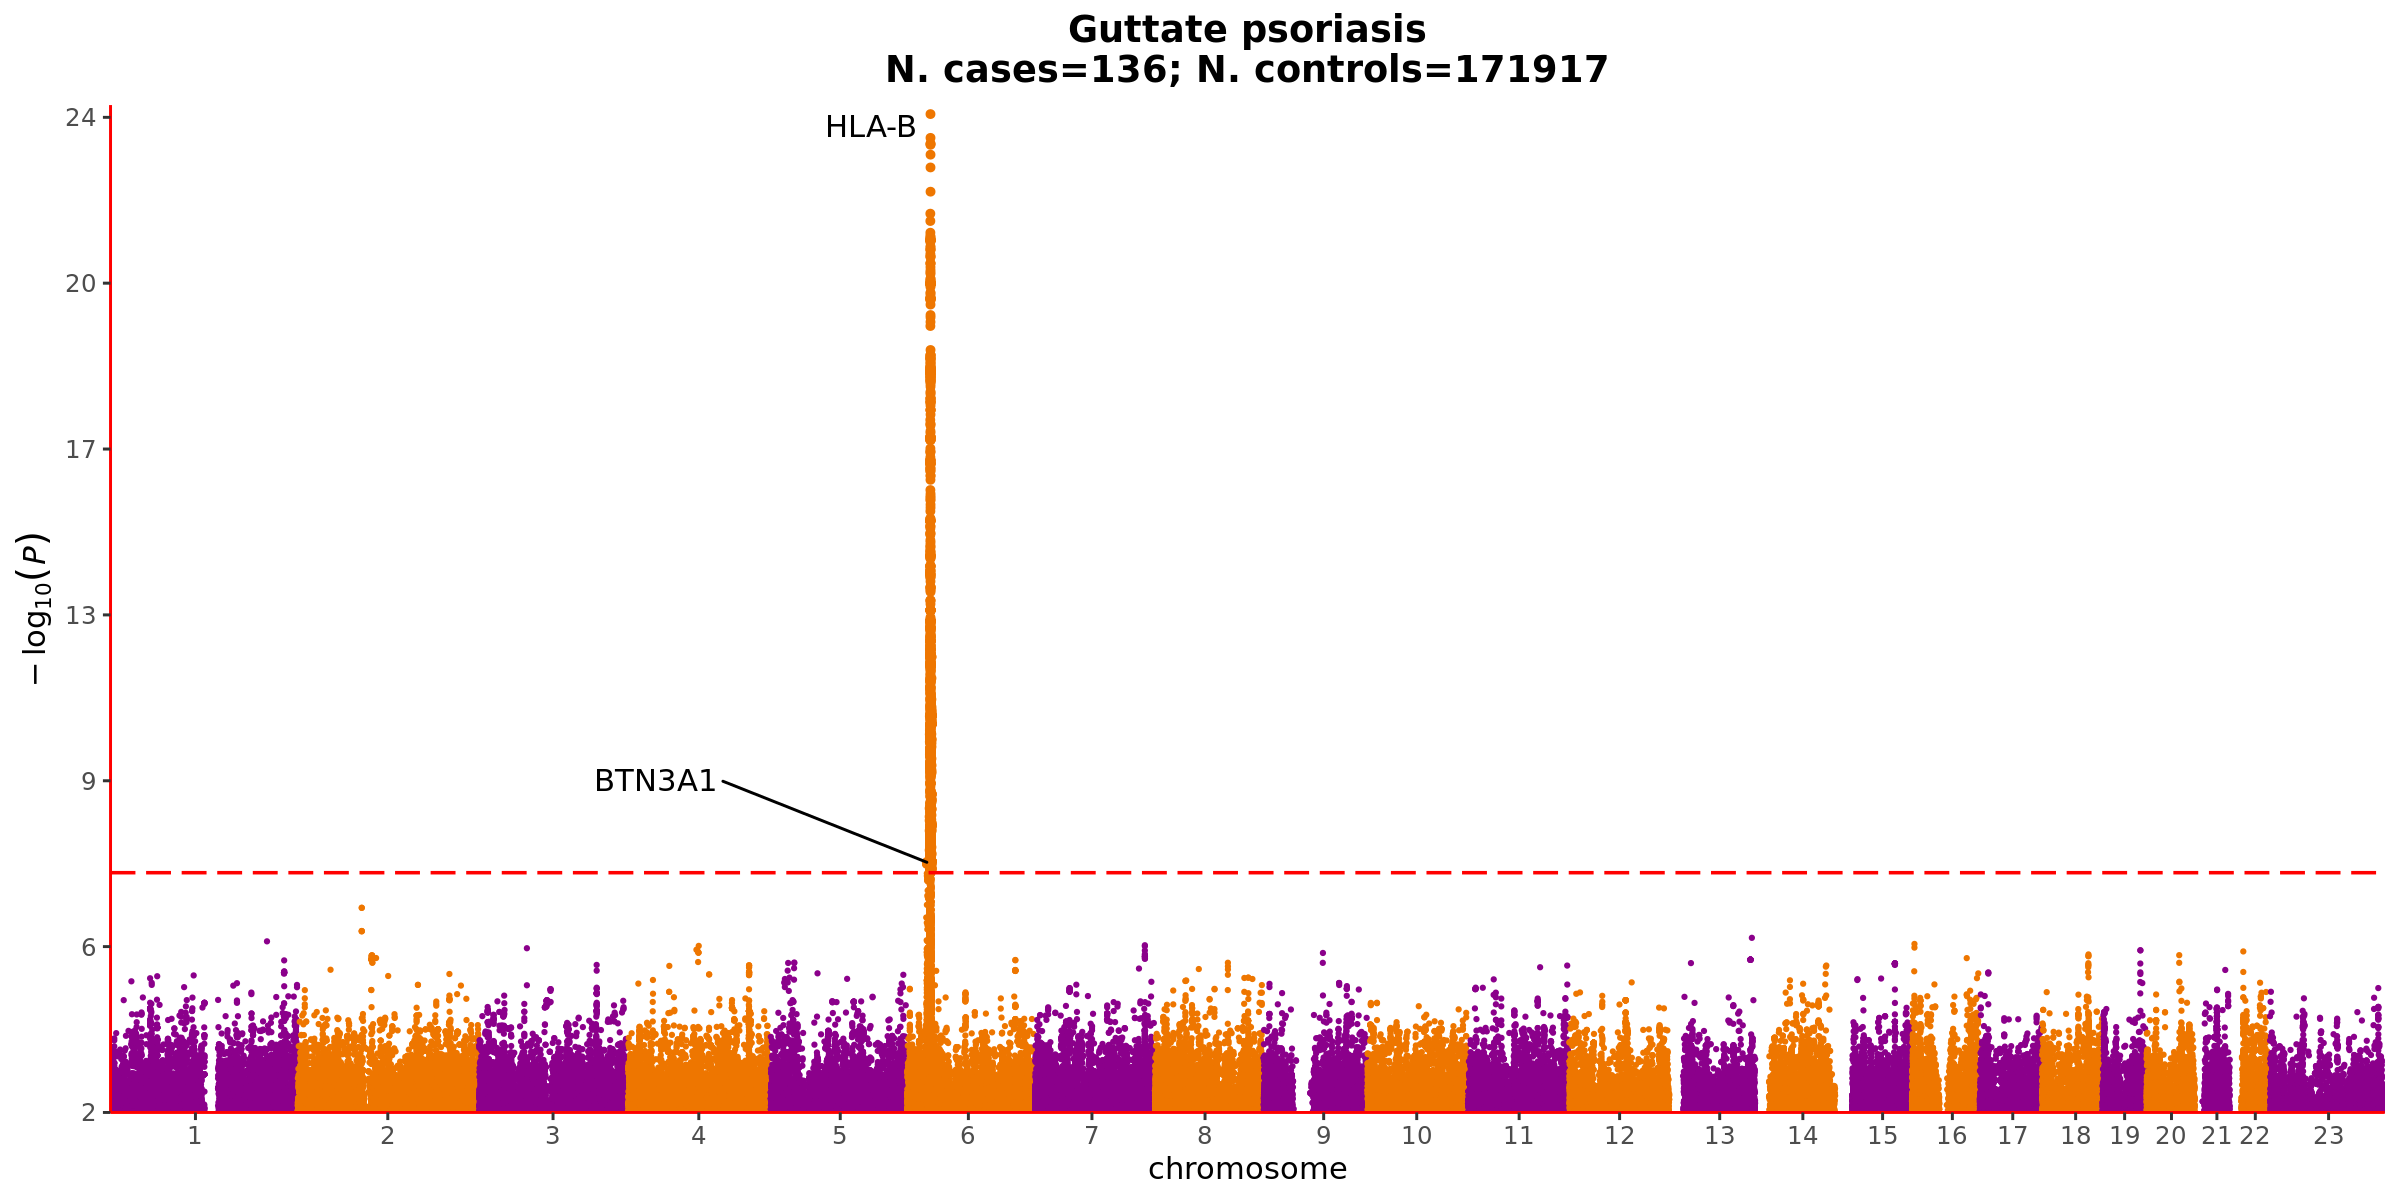 Guttate psoriasis
N. cases=136; N. controls=171917
24
HLA-B
20
17
13
BTN3A1
9
6
2
−log₁₀(P)
1 2 3 4 5 6 7 8 9 10 11 12 13 14 15 16 17 18 19 20 21 22 23
chromosome